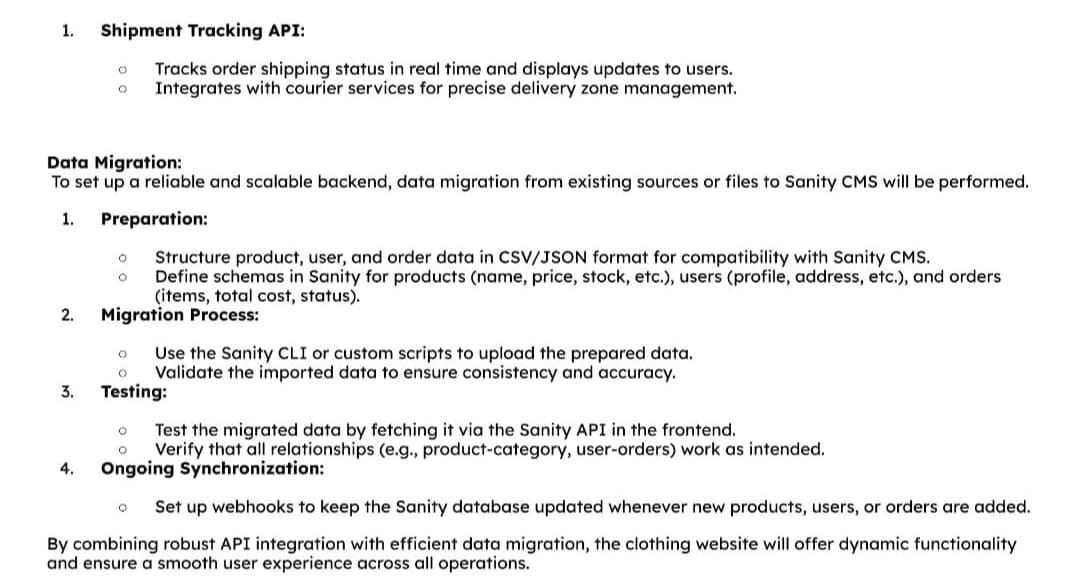 1. Shipment Tracking API:
○ Tracks order shipping status in real time and displays updates to users.
○ Integrates with courier services for precise delivery zone management.
Data Migration:
To set up a reliable and scalable backend, data migration from existing sources or files to Sanity CMS will be performed.
1. Preparation:
○ Structure product, user, and order data in CSV/JSON format for compatibility with Sanity CMS.
○ Define schemas in Sanity for products (name, price, stock, etc.), users (profile, address, etc.), and orders
(items, total cost, status).
2. Migration Process:
○ Use the Sanity CLI or custom scripts to upload the prepared data.
○ Validate the imported data to ensure consistency and accuracy.
3. Testing:
○ Test the migrated data by fetching it via the Sanity API in the frontend.
○ Verify that all relationships (e.g., product-category, user-orders) work as intended.
4. Ongoing Synchronization:
○ Set up webhooks to keep the Sanity database updated whenever new products, users, or orders are added.
By combining robust API integration with efficient data migration, the clothing website will offer dynamic functionality
and ensure a smooth user experience across all operations.